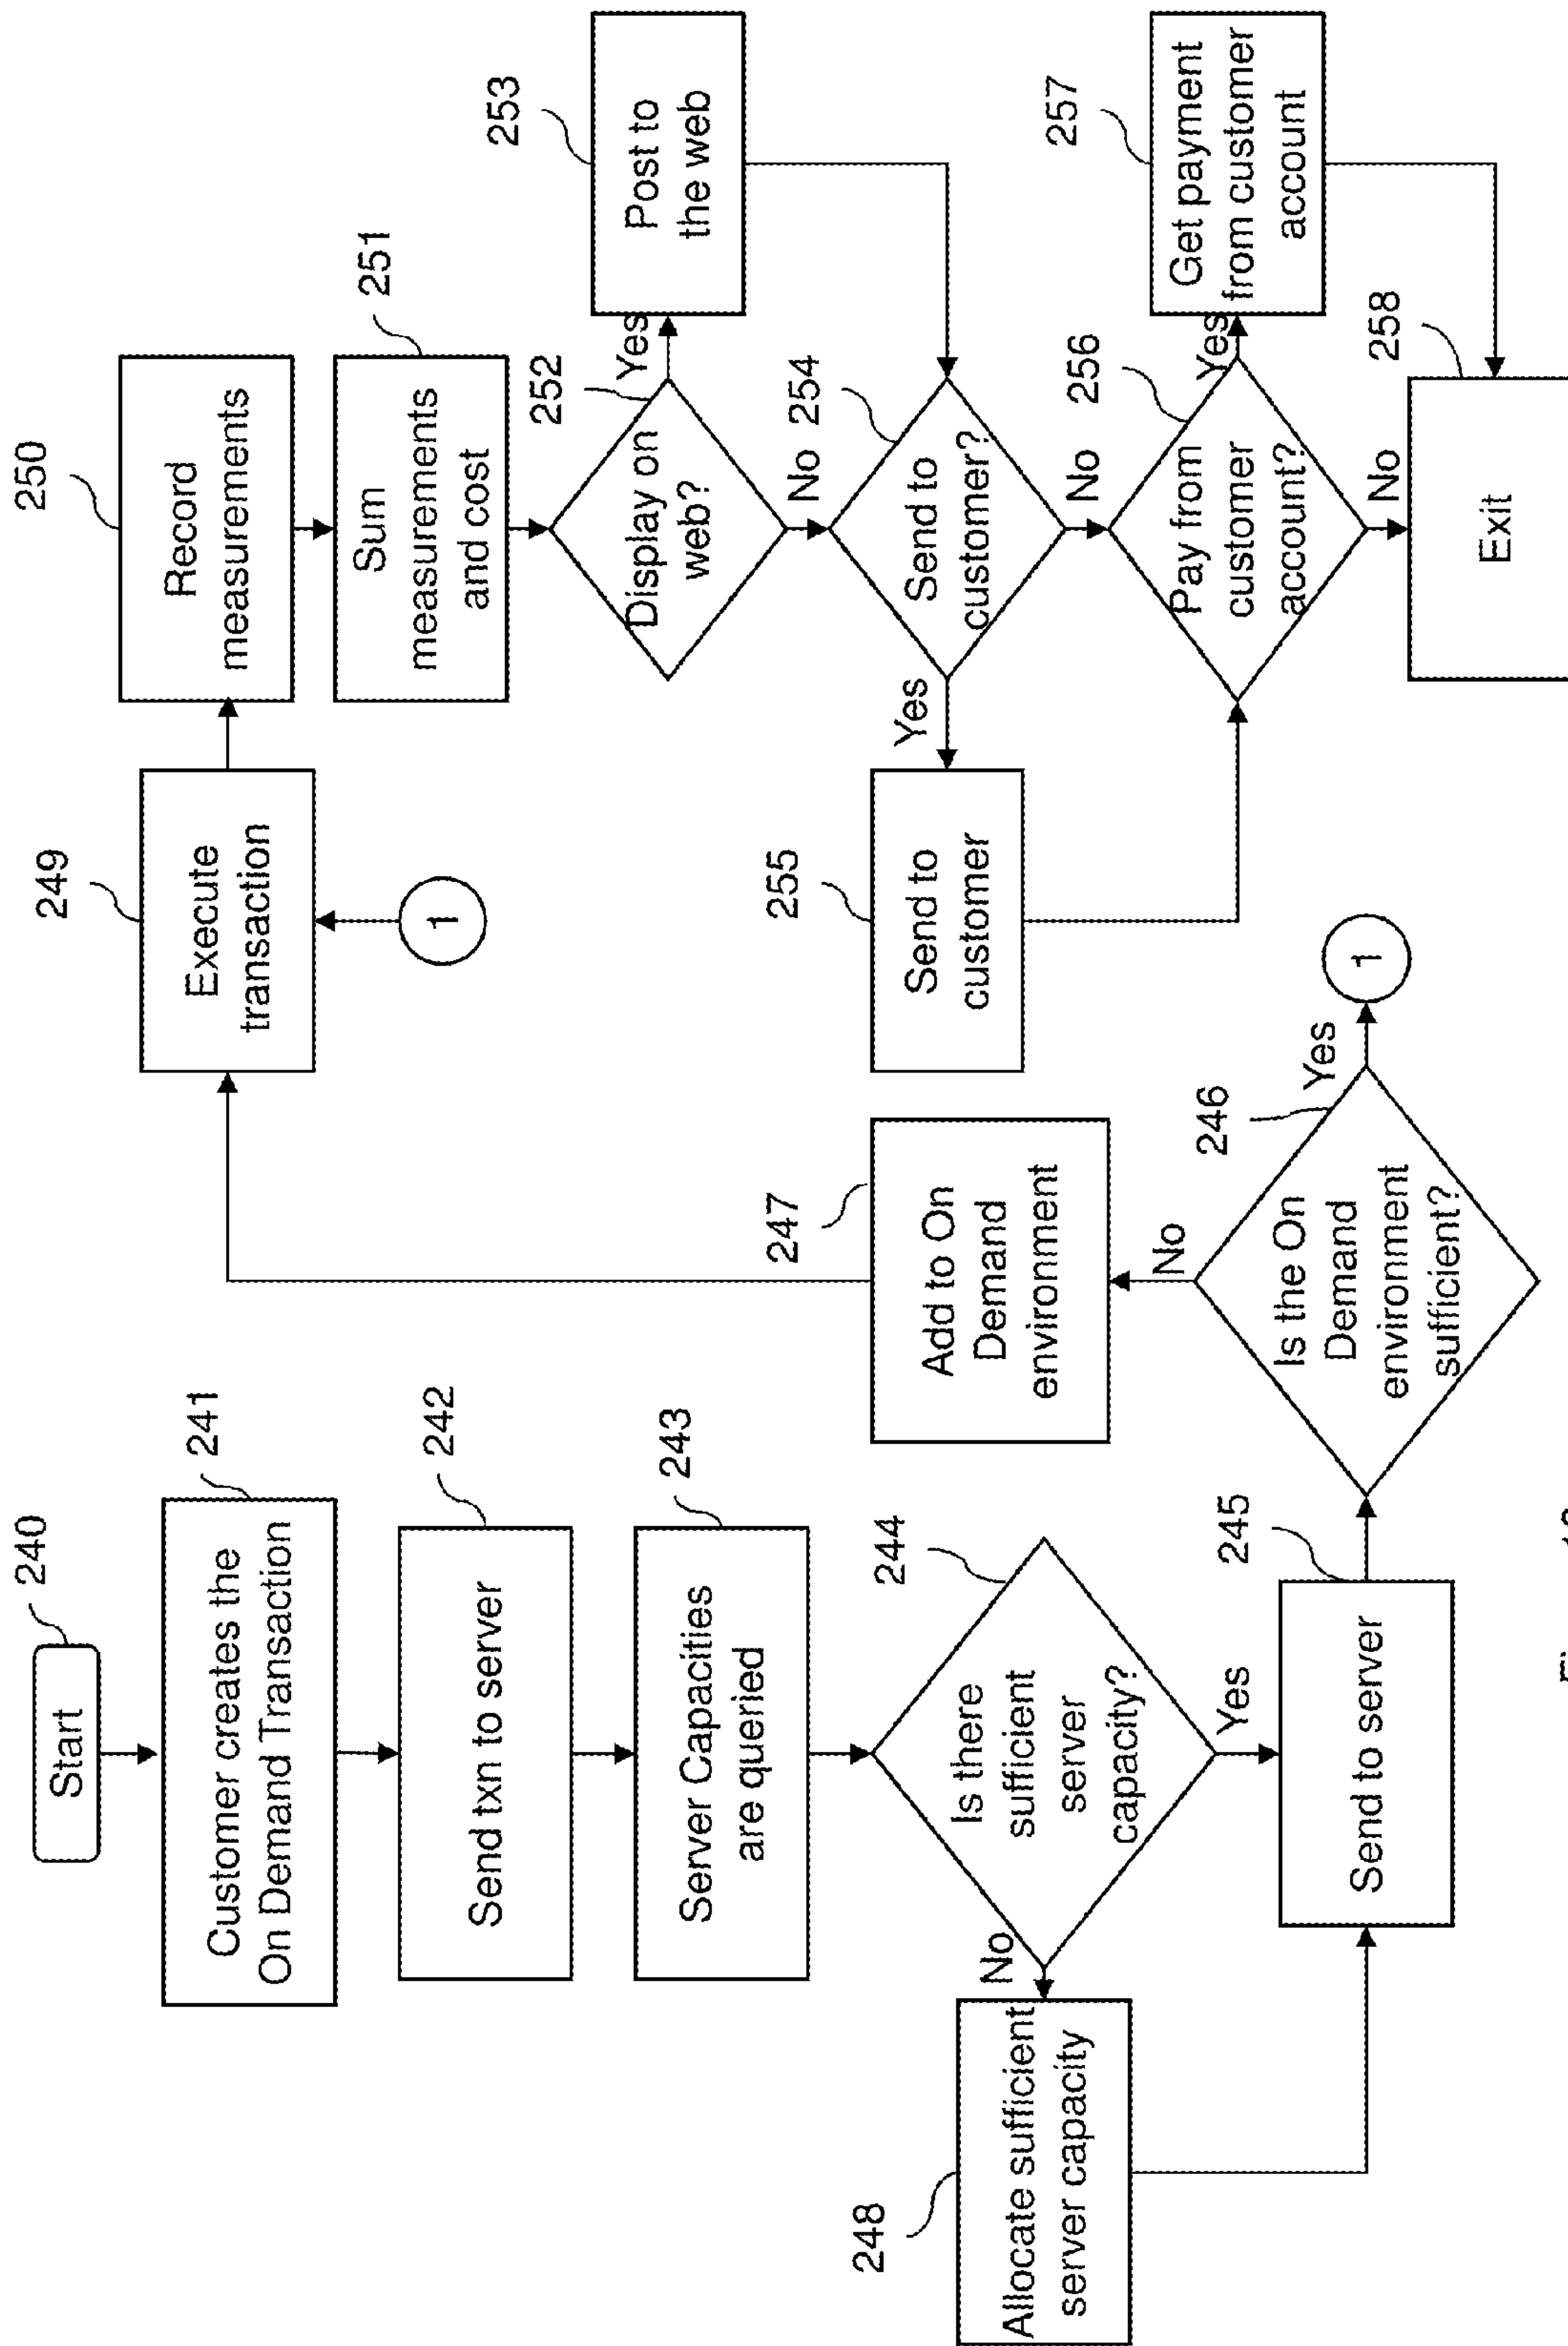 240
Start
241
Customer creates the
On Demand Transaction
242
Send txn to server
243
Server Capacities
are queried
244
Is there
sufficient
server
capacity?
No
Yes
248
Allocate sufficient
server capacity
245
Send to server
246
Is the On
Demand
environment
sufficient?
No
Yes
1
247
Add to On
Demand
environment
249
Execute
transaction
1
250
Record
measurements
251
Sum
measurements
and cost
252
Display on
web?
Yes
No
253
Post to
the web
254
Send to
customer?
Yes
No
255
Send to
customer
256
Pay from
customer
account?
Yes
No
257
Get payment
from customer
account
258
Exit